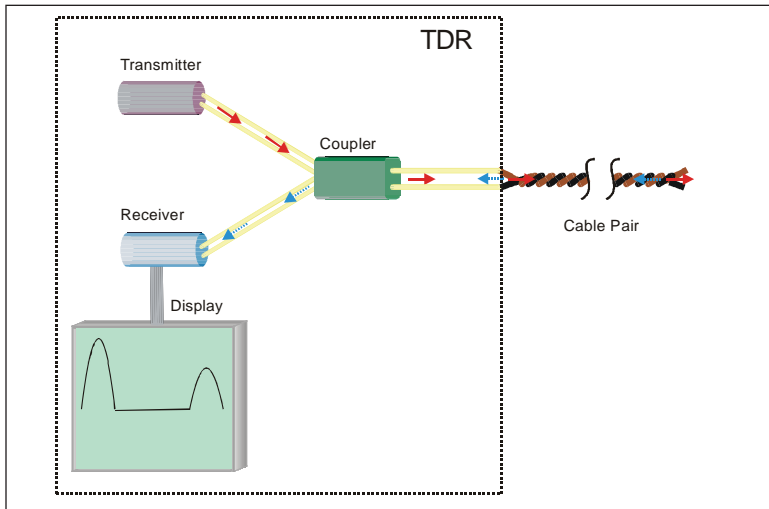 TDR
Transmitter
Coupler
Receiver
Cable Pair
Display